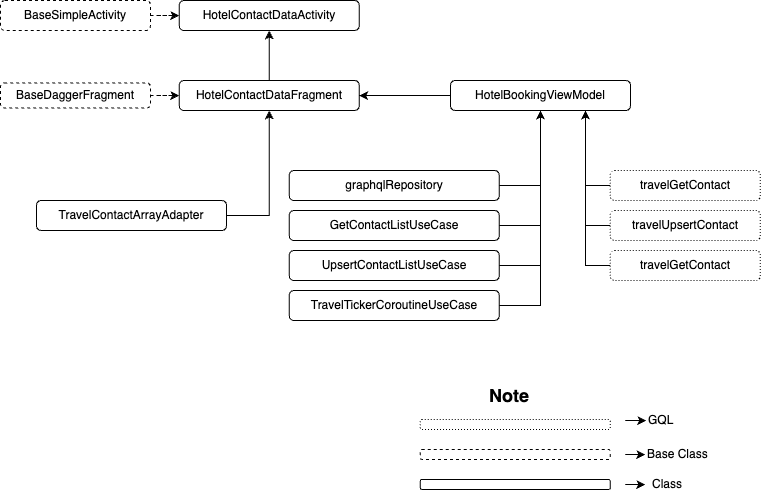 BaseSimpleActivity
HotelContactDataActivity
BaseDaggerFragment
HotelContactDataFragment
HotelBookingViewModel
TravelContactArrayAdapter
graphqlRepository
GetContactListUseCase
UpsertContactListUseCase
TravelTickerCoroutineUseCase
travelGetContact
travelUpsertContact
travelGetContact
Note
GQL
Base Class
Class